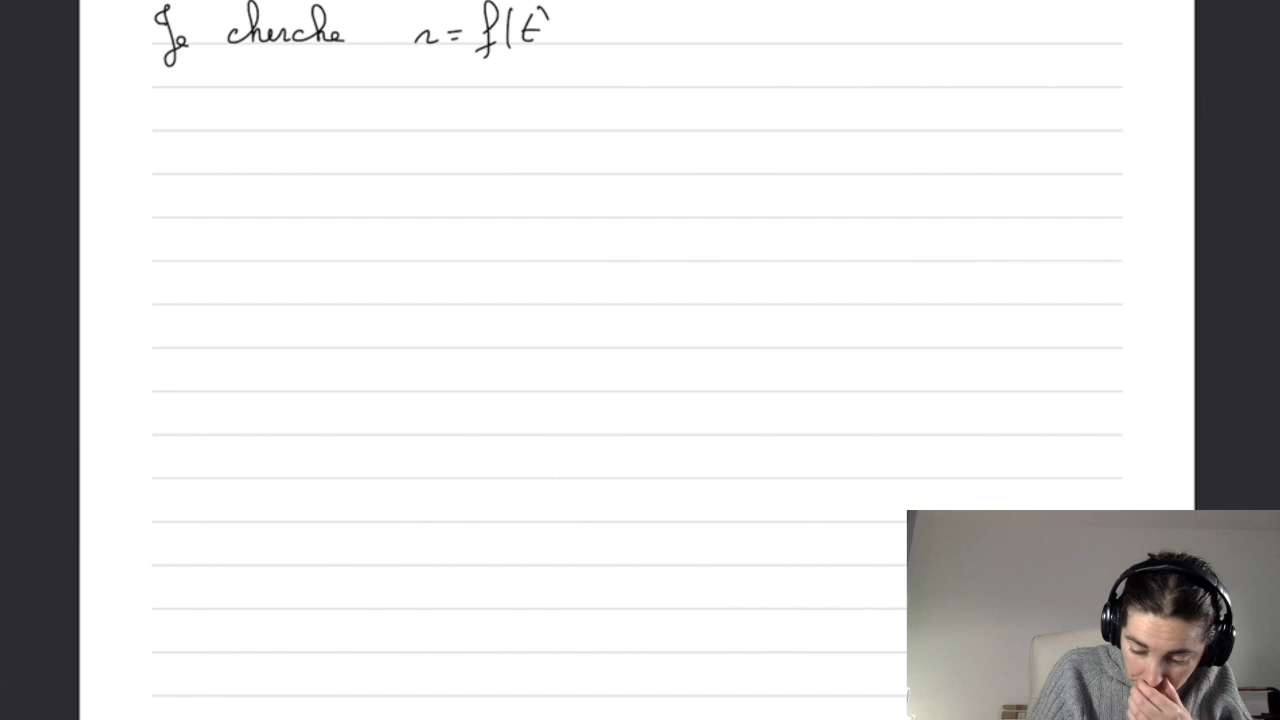 Je cherche r = f(t)